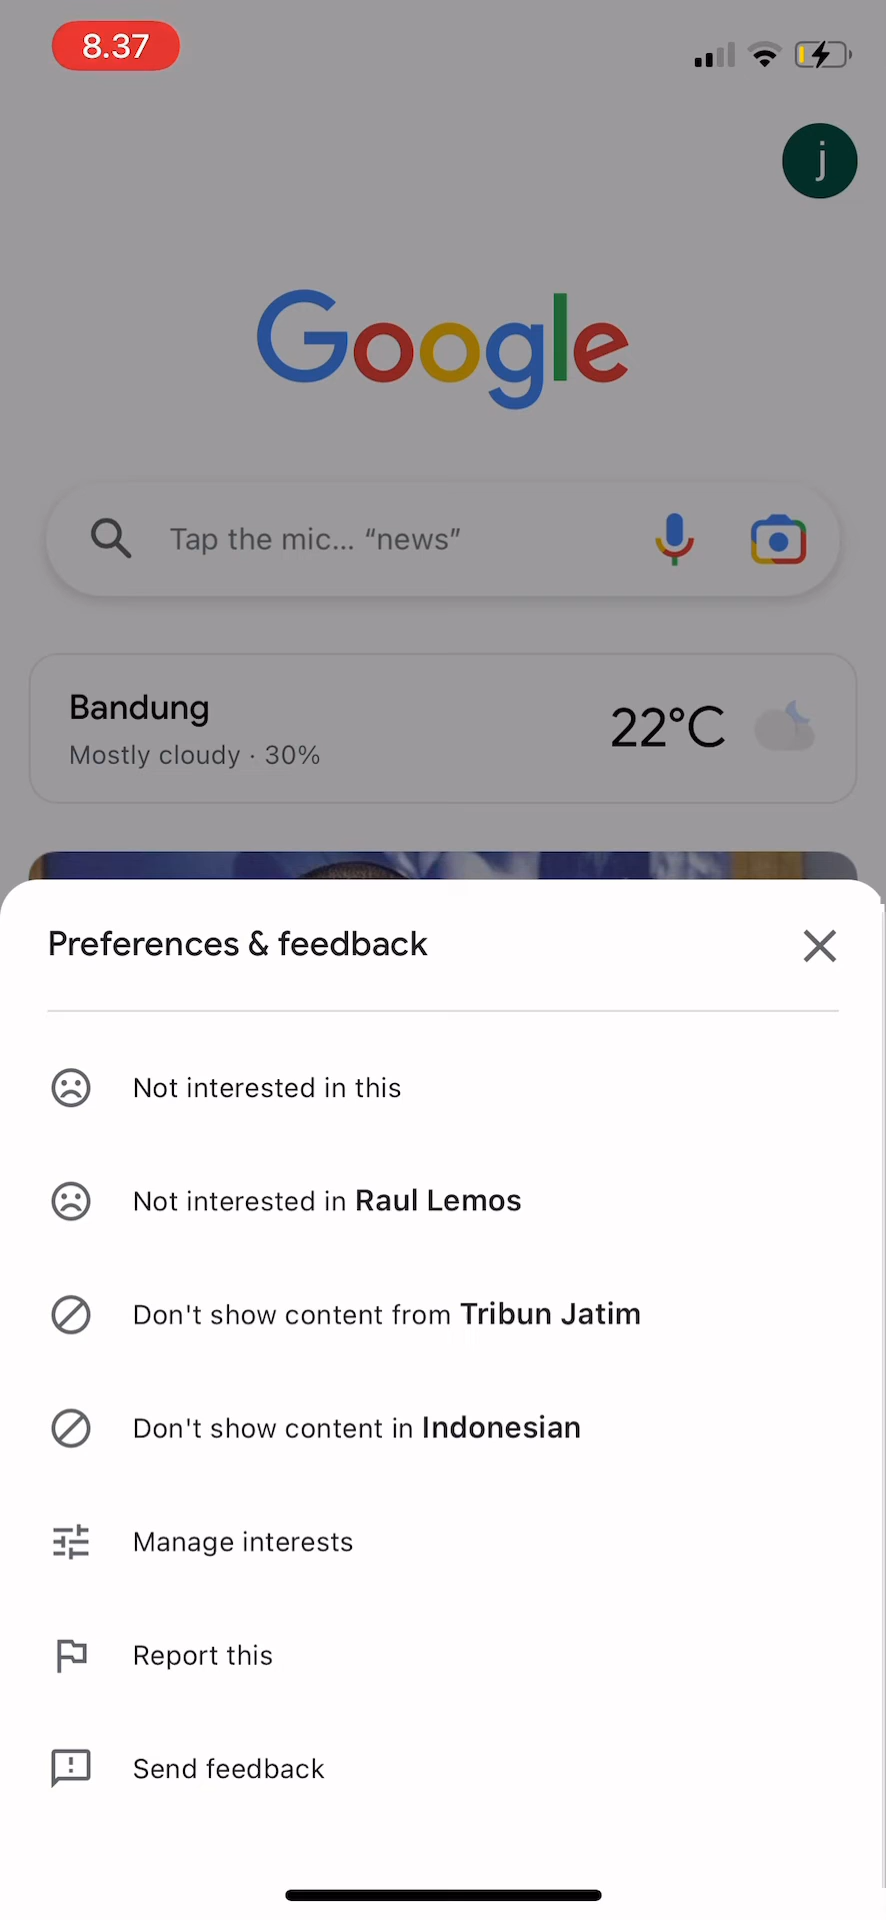 8.37
j
Google
Tap the mic... “news”
Bandung
22°C
Mostly cloudy · 30%
Preferences & feedback
Not interested in this
Not interested in Raul Lemos
Don't show content from Tribun Jatim
Don't show content in Indonesian
Manage interests
Report this
Send feedback